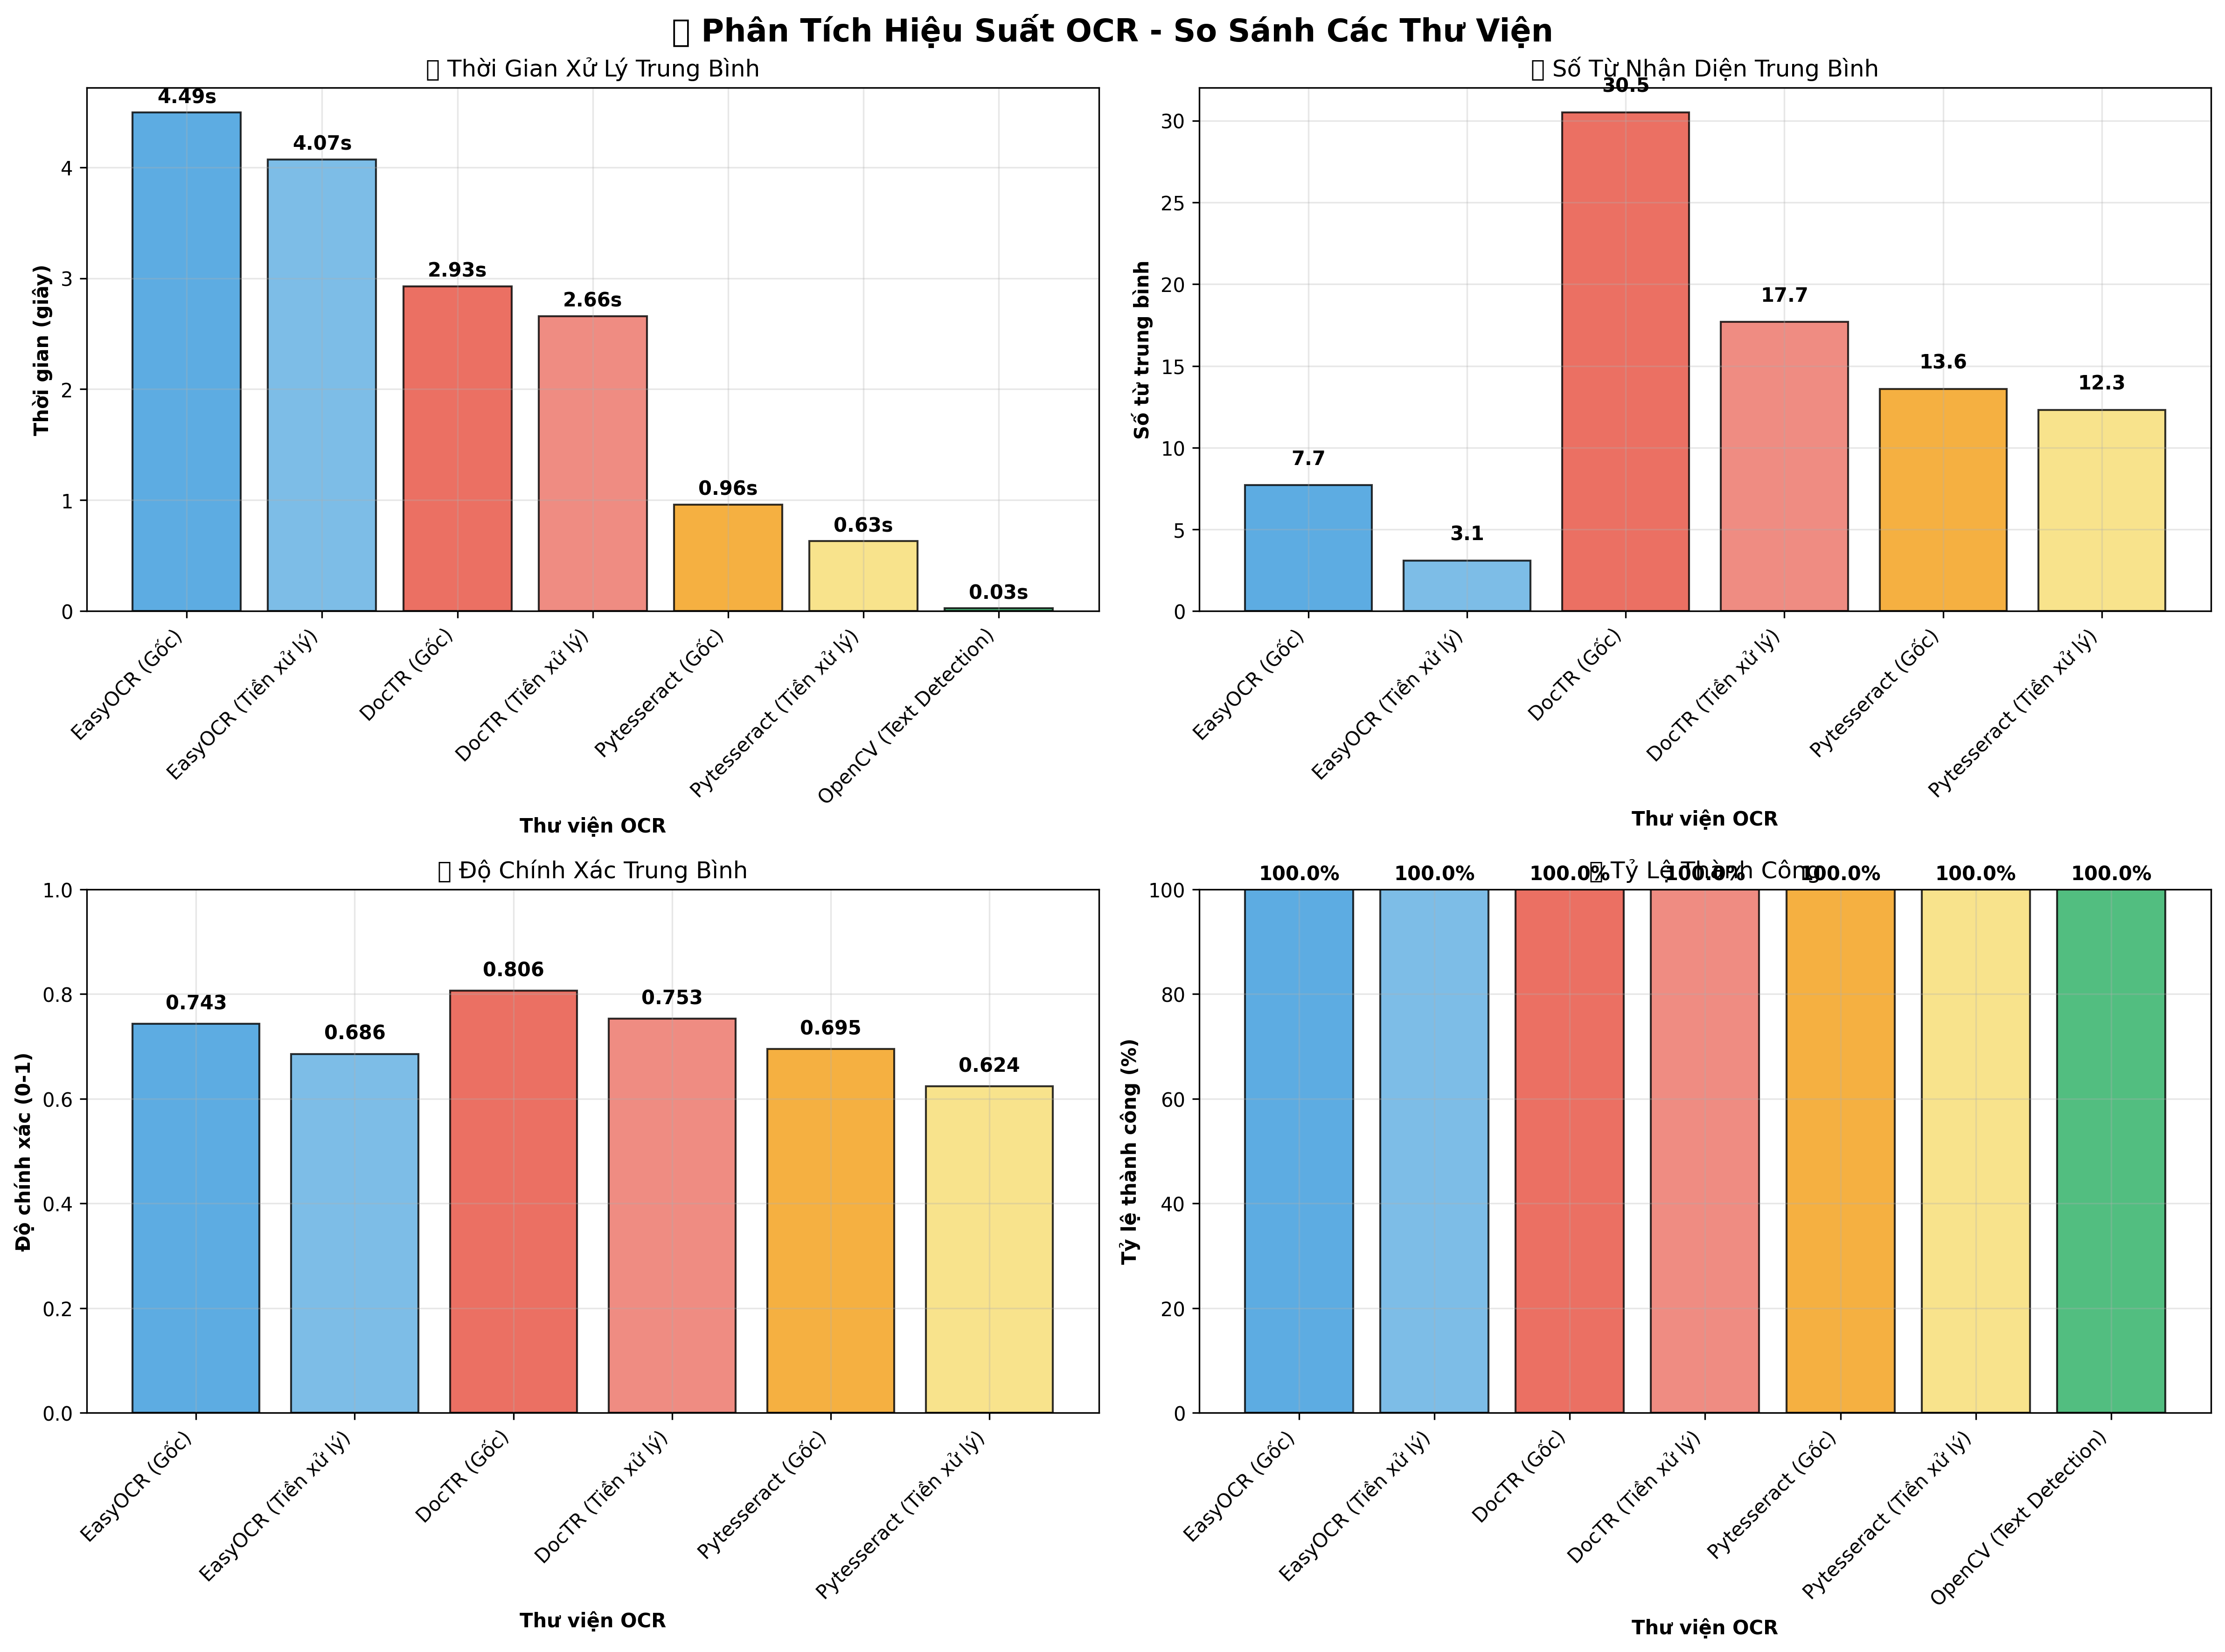 Phân Tích Hiệu Suất OCR - So Sánh Các Thư Viện
Thời Gian Xử Lý Trung Bình
4.49s
4.07s
2.93s
2.66s
0.96s
0.63s
0.03s
4
3
2
1
0
Thời gian (giây)
EasyOCR (Gốc)
EasyOCR (Tiền xử lý)
DocTR (Gốc)
DocTR (Tiền xử lý)
Pytesseract (Gốc)
Pytesseract (Tiền xử lý)
OpenCV (Text Detection)
Thư viện OCR
Số Từ Nhận Diện Trung Bình
7.7
3.1
30.5
17.7
13.6
12.3
30
25
20
15
10
5
0
Số từ trung bình
EasyOCR (Gốc)
EasyOCR (Tiền xử lý)
DocTR (Gốc)
DocTR (Tiền xử lý)
Pytesseract (Gốc)
Pytesseract (Tiền xử lý)
Thư viện OCR
Độ Chính Xác Trung Bình
0.743
0.686
0.806
0.753
0.695
0.624
1.0
0.8
0.6
0.4
0.2
0.0
Độ chính xác (0-1)
EasyOCR (Gốc)
EasyOCR (Tiền xử lý)
DocTR (Gốc)
DocTR (Tiền xử lý)
Pytesseract (Gốc)
Pytesseract (Tiền xử lý)
Thư viện OCR
Tỷ Lệ Thành Công
100.0%
100.0%
100.0%
100.0%
100.0%
100.0%
100.0%
100
80
60
40
20
0
Tỷ lệ thành công (%)
EasyOCR (Gốc)
EasyOCR (Tiền xử lý)
DocTR (Gốc)
DocTR (Tiền xử lý)
Pytesseract (Gốc)
Pytesseract (Tiền xử lý)
OpenCV (Text Detection)
Thư viện OCR